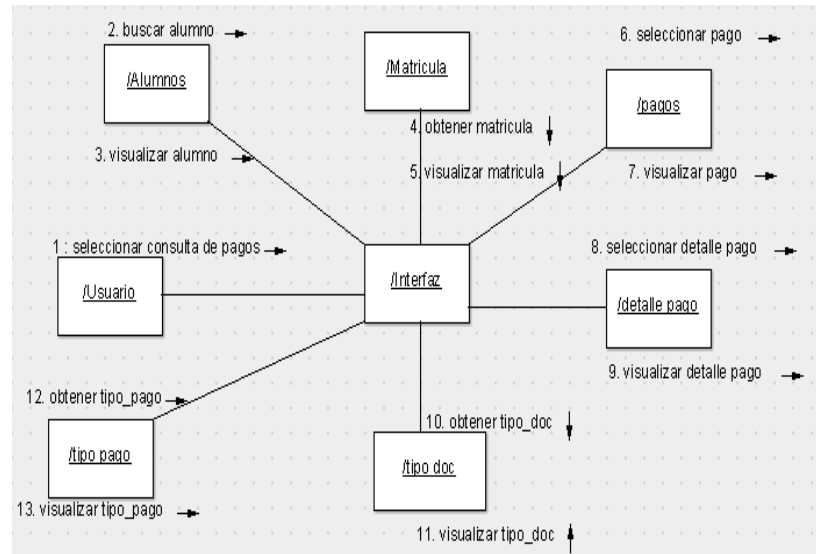 2. buscar alumno
/Alumnos
3. visualizar alumno
/Matricula
4. obtener matricula
5. visualizar matricula
6. seleccionar pago
/pagos
7. visualizar pago
1 : seleccionar consulta de pagos
/Usuario
/Interfaz
8. seleccionar detalle pago
/detalle pago
9. visualizar detalle pago
12. obtener tipo_pago
/tipo pago
13. visualizar tipo_pago
10. obtener tipo_doc
/tipo doc
11. visualizar tipo_doc